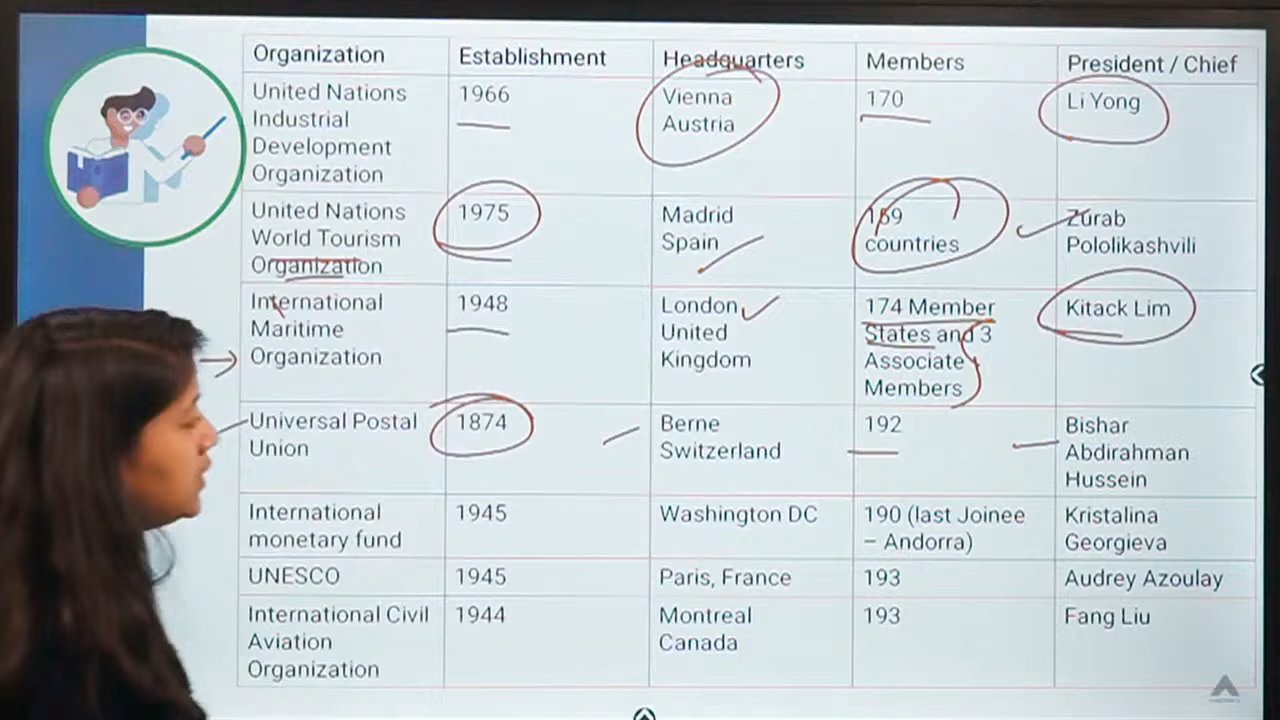 Organization Establishment Headquarters Members President / Chief
United Nations
Industrial
Development
Organization
1966
Vienna
Austria
170
Li Yong
United Nations
World Tourism
Organization
1975
Madrid
Spain
159
countries
Zurab
Pololikashvili
International
Maritime
Organization
1948
London
United
Kingdom
174 Member
States and 3
Associate
Members
Kitack Lim
Universal Postal
Union
1874
Berne
Switzerland
192
Bishar
Abdirahman
Hussein
International
monetary fund
1945
Washington DC
190 (last Joinee
– Andorra)
Kristalina
Georgieva
UNESCO
1945
Paris, France
193
Audrey Azoulay
International Civil
Aviation
Organization
1944
Montreal
Canada
193
Fang Liu